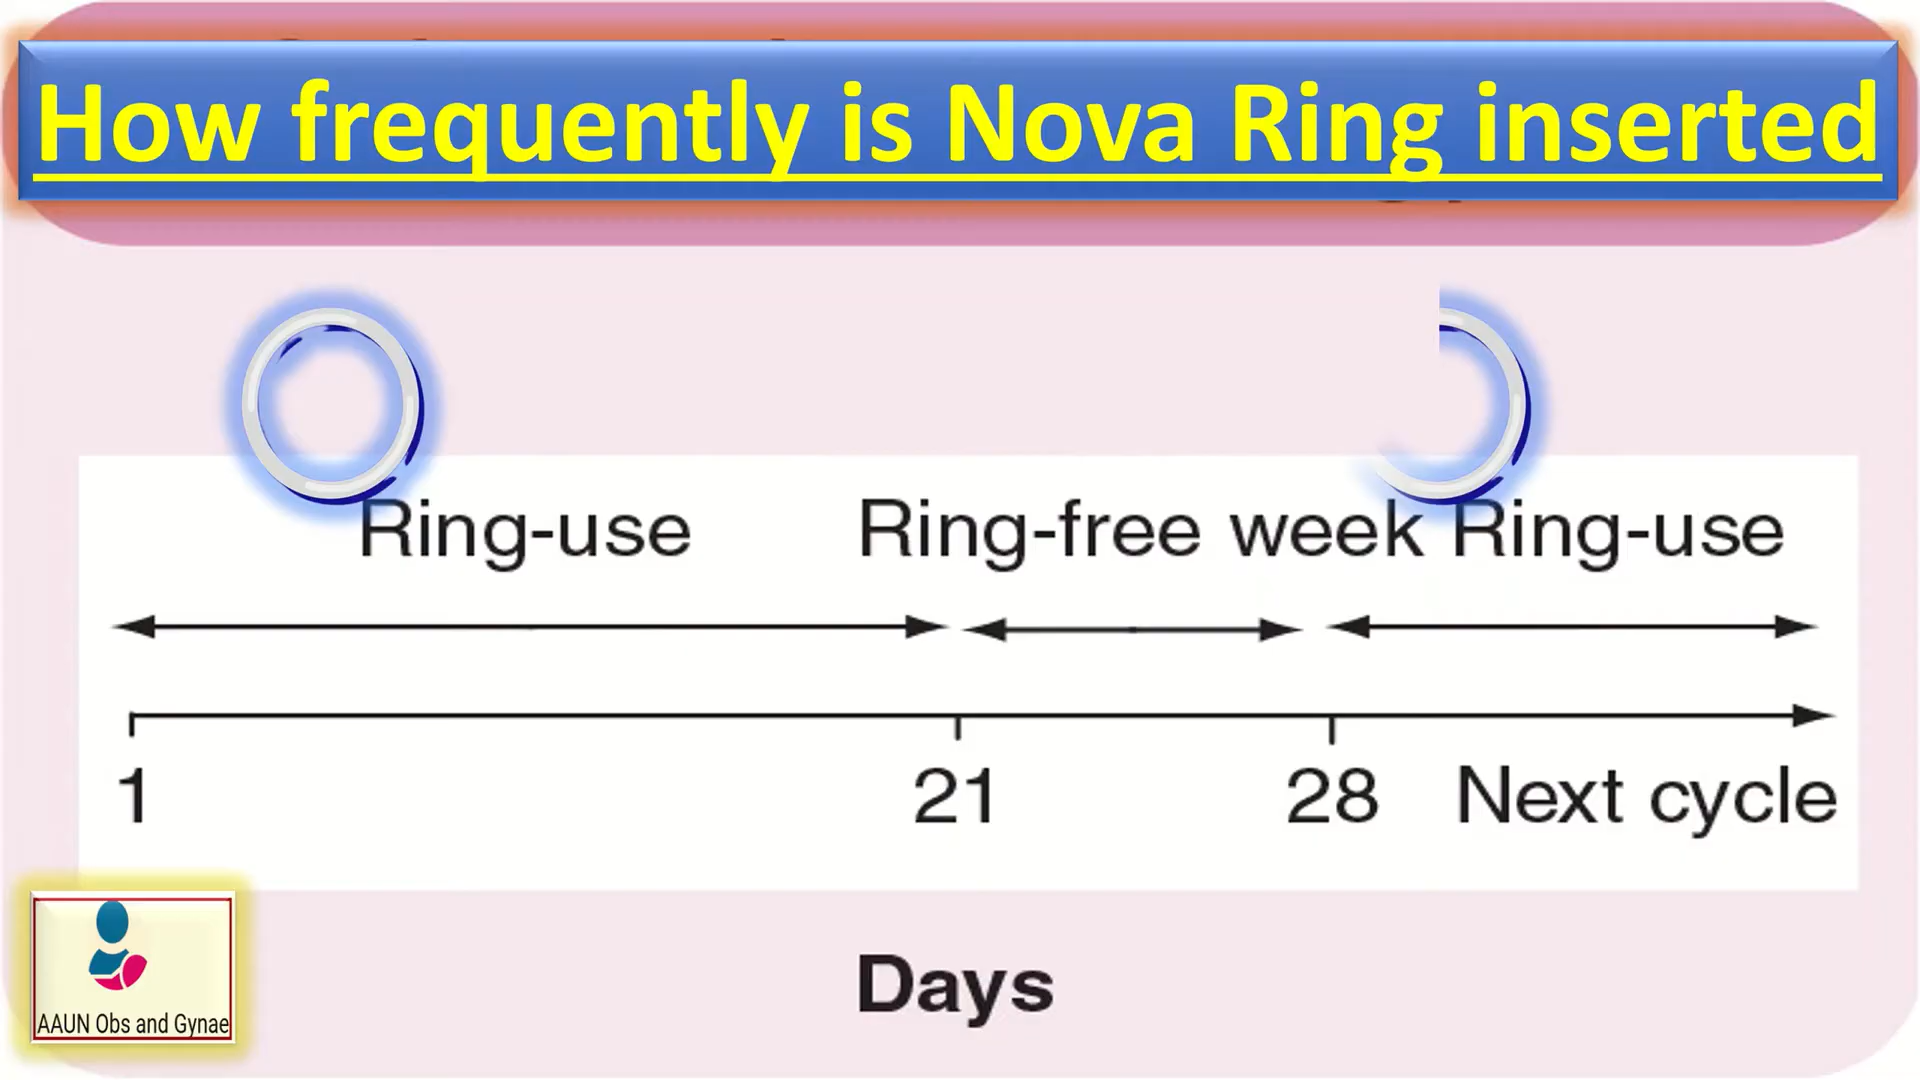 How frequently is Nova Ring inserted
Ring-use Ring-free week Ring-use
1 21 28 Next cycle
Days
AAUN Obs and Gynae